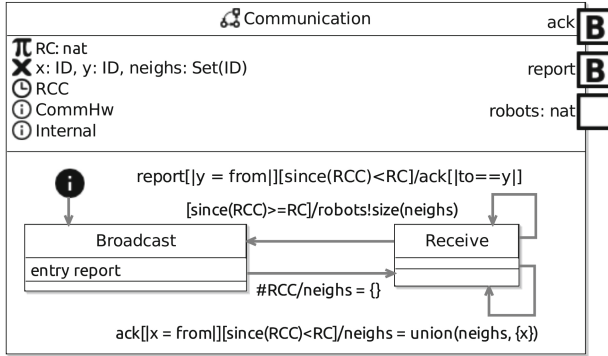 Communication
ack B
RC: nat
x: ID, y: ID, neighs: Set(ID)
report B
RCC
CommHw
robots: nat
Internal
i
report[|y = from|][since(RCC)<RC]/ack[|to==y|]
[since(RCC)>=RC]/robots!size(neighs)
Broadcast
Receive
entry report
#RCC/neighs = {}
ack[|x = from|][since(RCC)<RC]/neighs = union(neighs, {x})